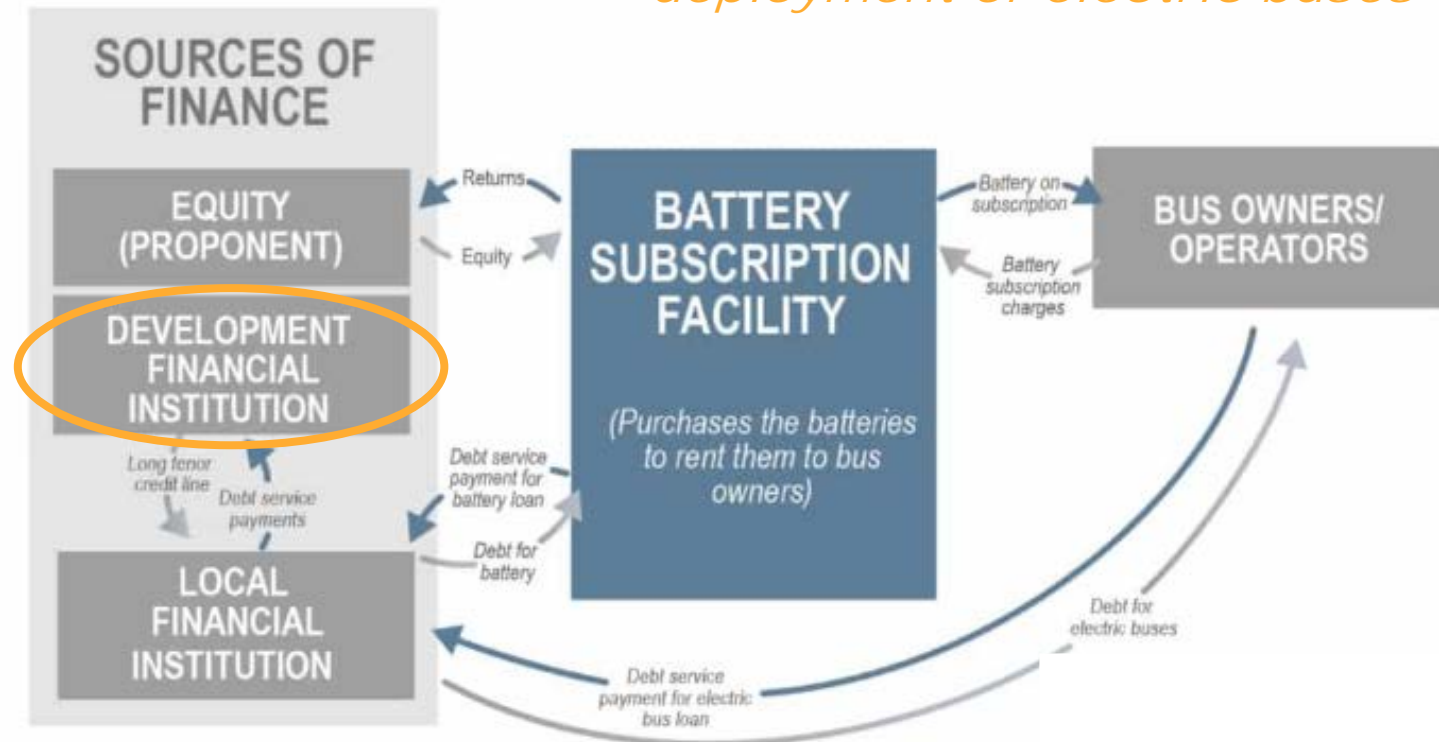 deployment of electric buses
SOURCES OF
FINANCE
EQUITY
(PROPONENT)
DEVELOPMENT
FINANCIAL
INSTITUTION
Long tenor
credit line
Debt service
payments
LOCAL
FINANCIAL
INSTITUTION
Returns
Equity
Debt service
payment for
battery loan
Debt for
battery
BATTERY
SUBSCRIPTION
FACILITY
(Purchases the batteries
to rent them to bus
owners)
Battery on
subscription
Battery
subscription
charges
BUS OWNERS/
OPERATORS
Debt for
electric buses
Debt service
payment for electric
bus loan